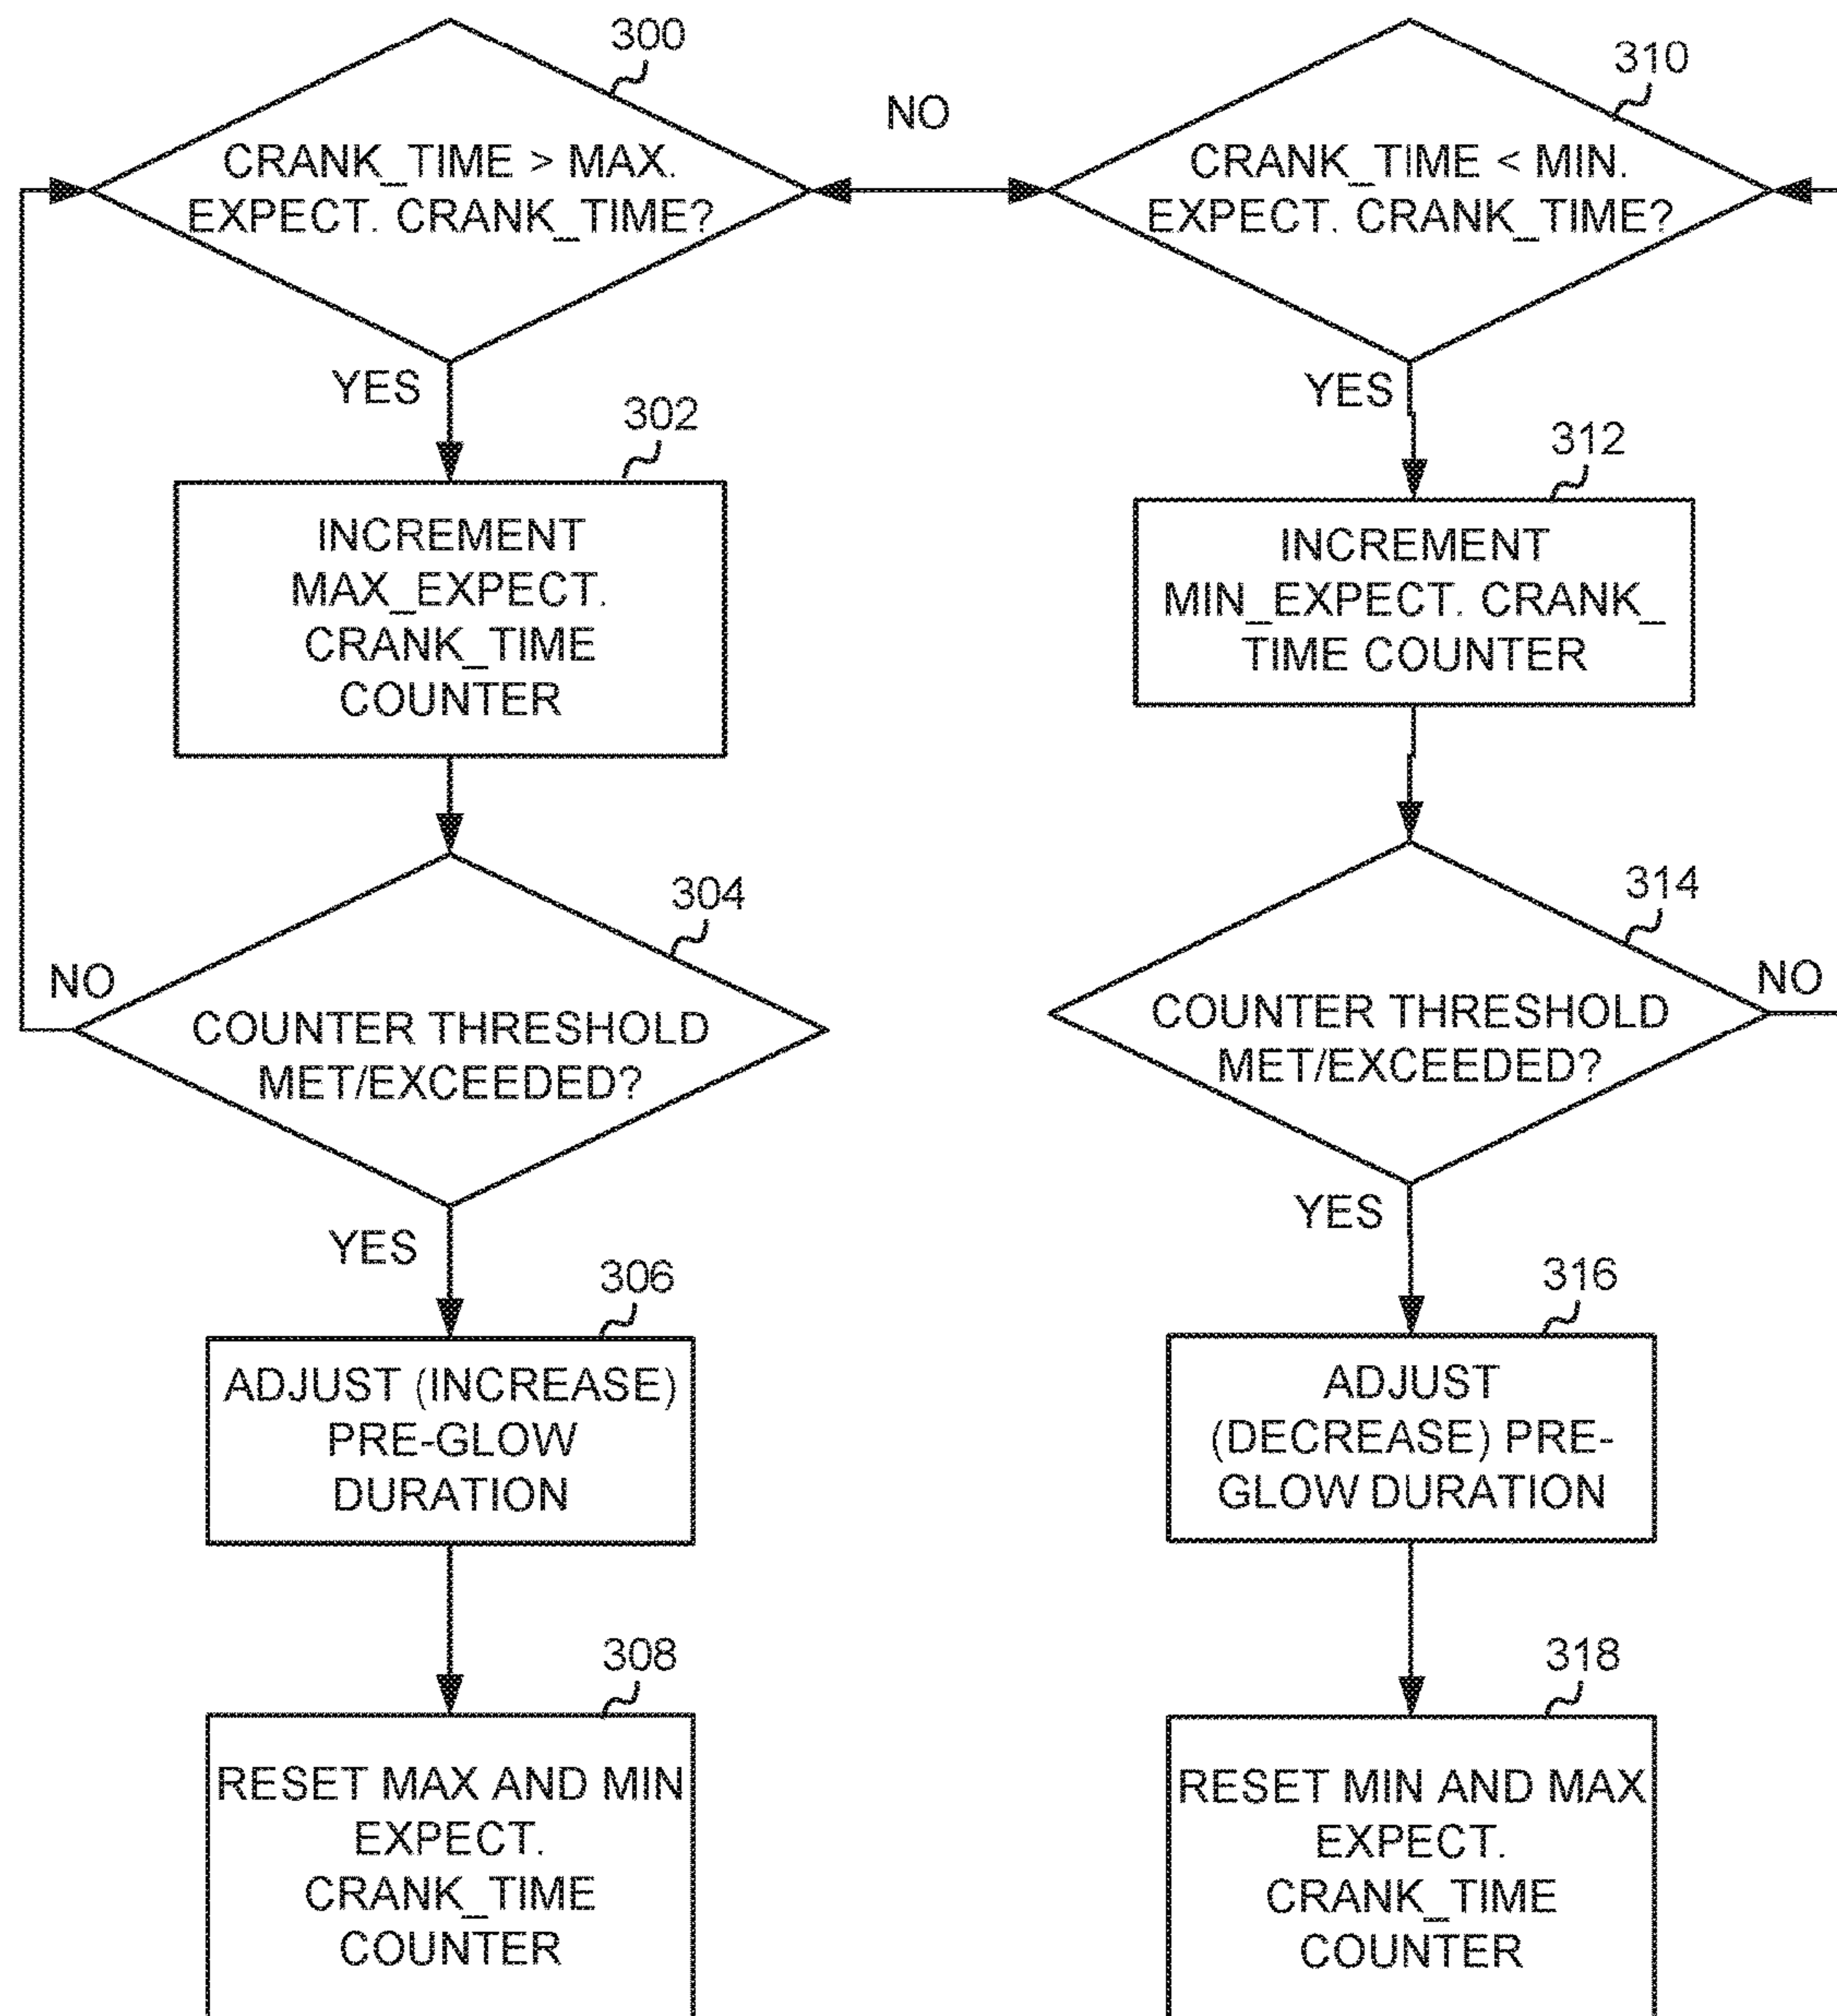 300
CRANK_TIME > MAX.
EXPECT. CRANK_TIME?
YES
302
INCREMENT
MAX_EXPECT.
CRANK_TIME
COUNTER
304
NO
COUNTER THRESHOLD
MET/EXCEEDED?
YES
306
ADJUST (INCREASE)
PRE-GLOW
DURATION
308
RESET MAX AND MIN
EXPECT.
CRANK_TIME
COUNTER
NO
310
CRANK_TIME < MIN.
EXPECT. CRANK_TIME?
YES
312
INCREMENT
MIN_EXPECT. CRANK_
TIME COUNTER
314
NO
COUNTER THRESHOLD
MET/EXCEEDED?
YES
316
ADJUST
(DECREASE) PRE-
GLOW DURATION
318
RESET MIN AND MAX
EXPECT.
CRANK_TIME
COUNTER